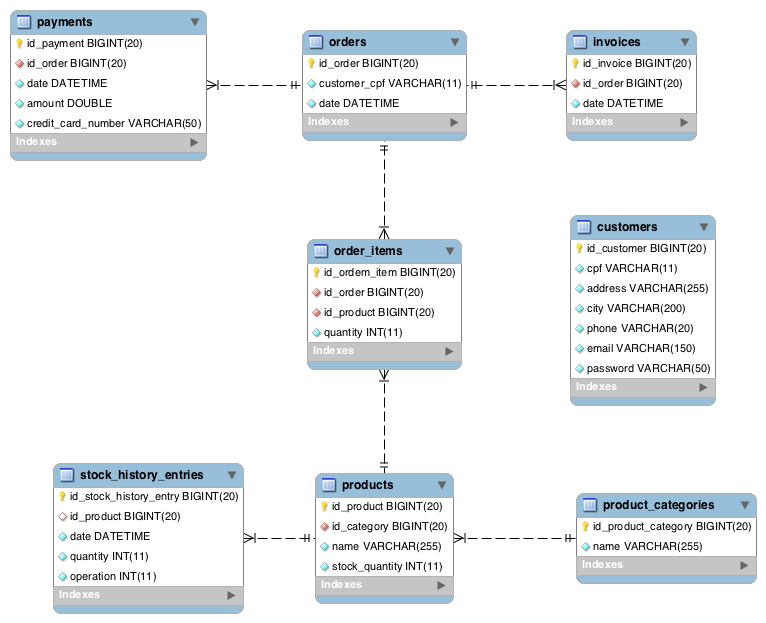 payments
id_payment BIGINT(20)
id_order BIGINT(20)
date DATETIME
amount DOUBLE
credit_card_number VARCHAR(50)
Indexes
orders
id_order BIGINT(20)
customer_cpf VARCHAR(11)
date DATETIME
Indexes
invoices
id_invoice BIGINT(20)
id_order BIGINT(20)
date DATETIME
Indexes
order_items
id_ordem_item BIGINT(20)
id_order BIGINT(20)
id_product BIGINT(20)
quantity INT(11)
Indexes
customers
id_customer BIGINT(20)
cpf VARCHAR(11)
address VARCHAR(255)
city VARCHAR(200)
phone VARCHAR(20)
email VARCHAR(150)
password VARCHAR(50)
Indexes
stock_history_entries
id_stock_history_entry BIGINT(20)
id_product BIGINT(20)
date DATETIME
quantity INT(11)
operation INT(11)
Indexes
products
id_product BIGINT(20)
id_category BIGINT(20)
name VARCHAR(255)
stock_quantity INT(11)
Indexes
product_categories
id_product_category BIGINT(20)
name VARCHAR(255)
Indexes